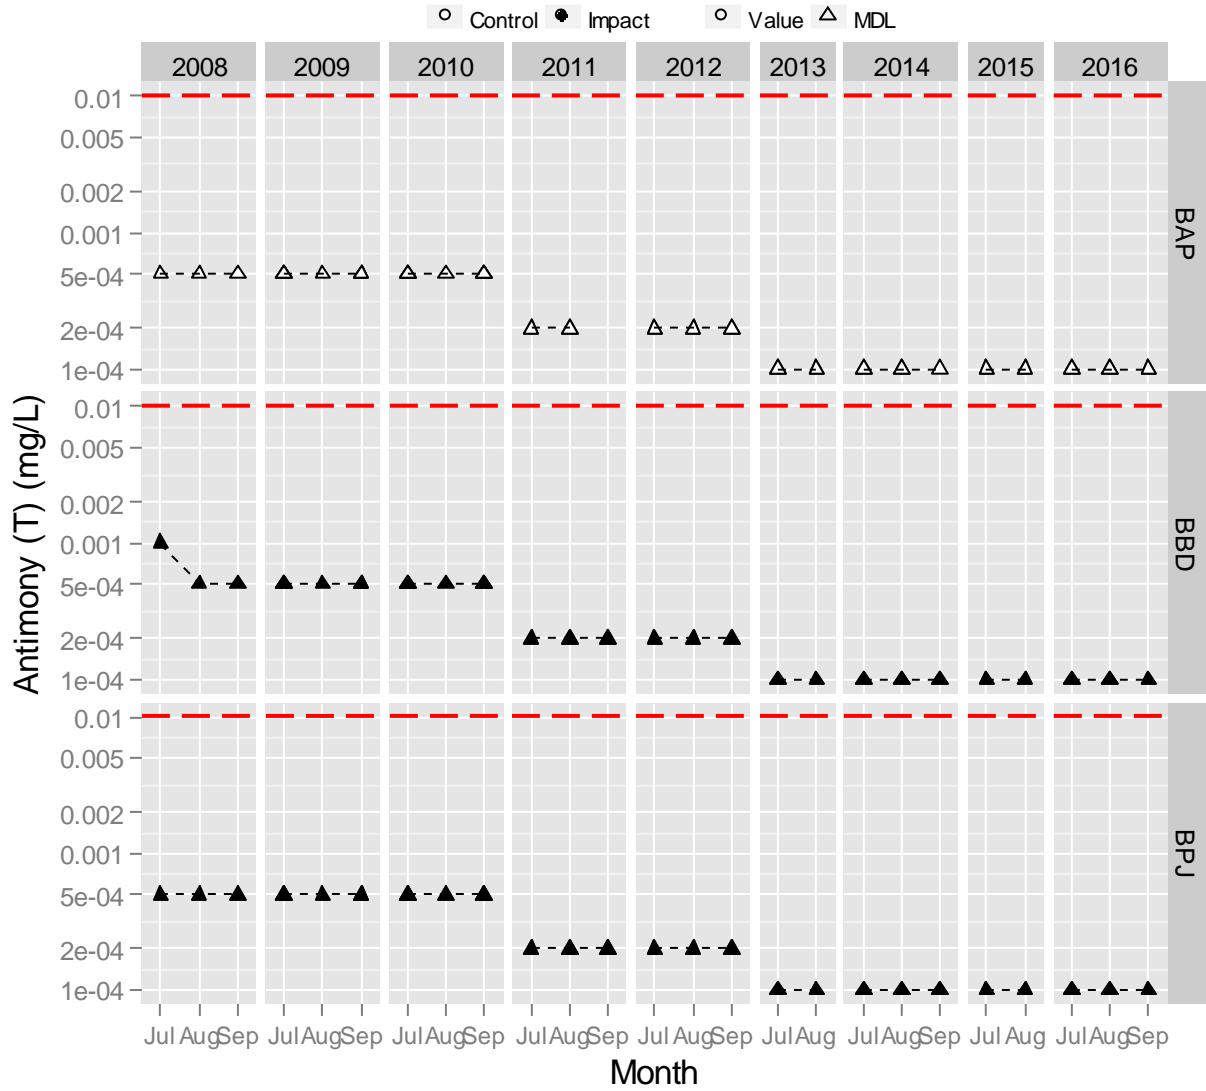 Control Impact Value MDL
2008 2009 2010 2011 2012 2013 2014 2015 2016
Antimony (T) (mg/L)
0.01
0.005
0.002
0.001
5e-04
2e-04
1e-04
BAP
0.01
0.005
0.002
0.001
5e-04
2e-04
1e-04
BBD
0.01
0.005
0.002
0.001
5e-04
2e-04
1e-04
BPJ
Jul Aug Sep Jul Aug Sep Jul Aug Sep Jul Aug Sep Jul Aug Sep Jul Aug Jul Aug Sep Jul Aug Jul Aug Sep
Month